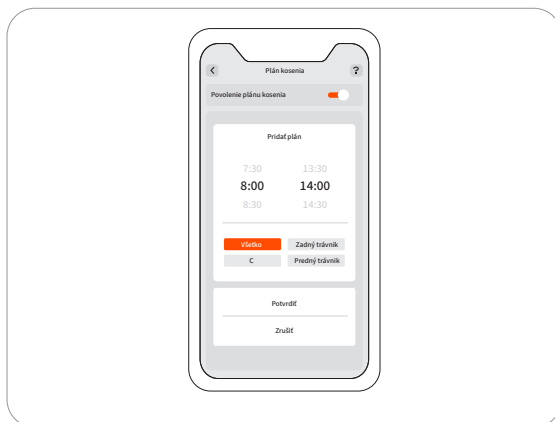 Plán kosenia ?
Povolenie plánu kosenia
Pridať plán
7:30 13:30
8:00 14:00
8:30 14:30
Všetko Zadný trávnik
C Predný trávnik
Potvrdiť
Zrušiť